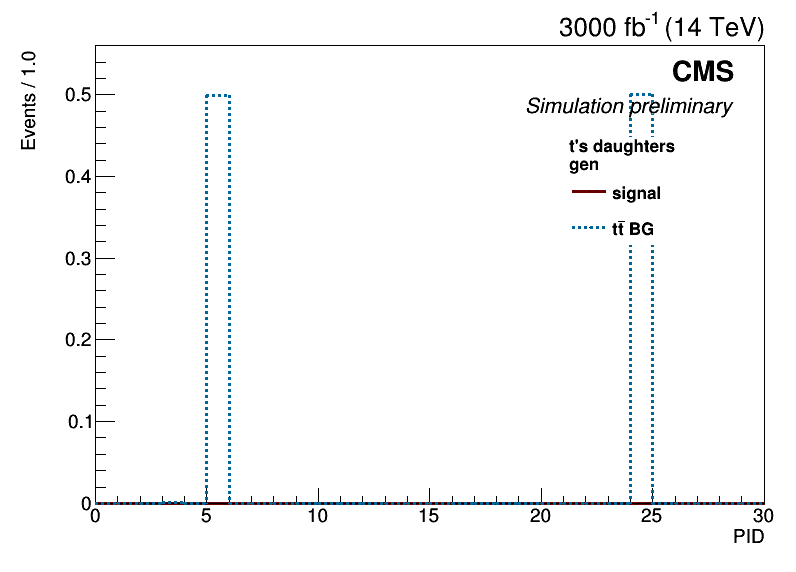 3000 fb⁻¹ (14 TeV)
Events / 1.0
CMS
Simulation preliminary
t's daughters
gen
signal
tt̄ BG
0.5
0.4
0.3
0.2
0.1
0
0 5 10 15 20 25 30
PID